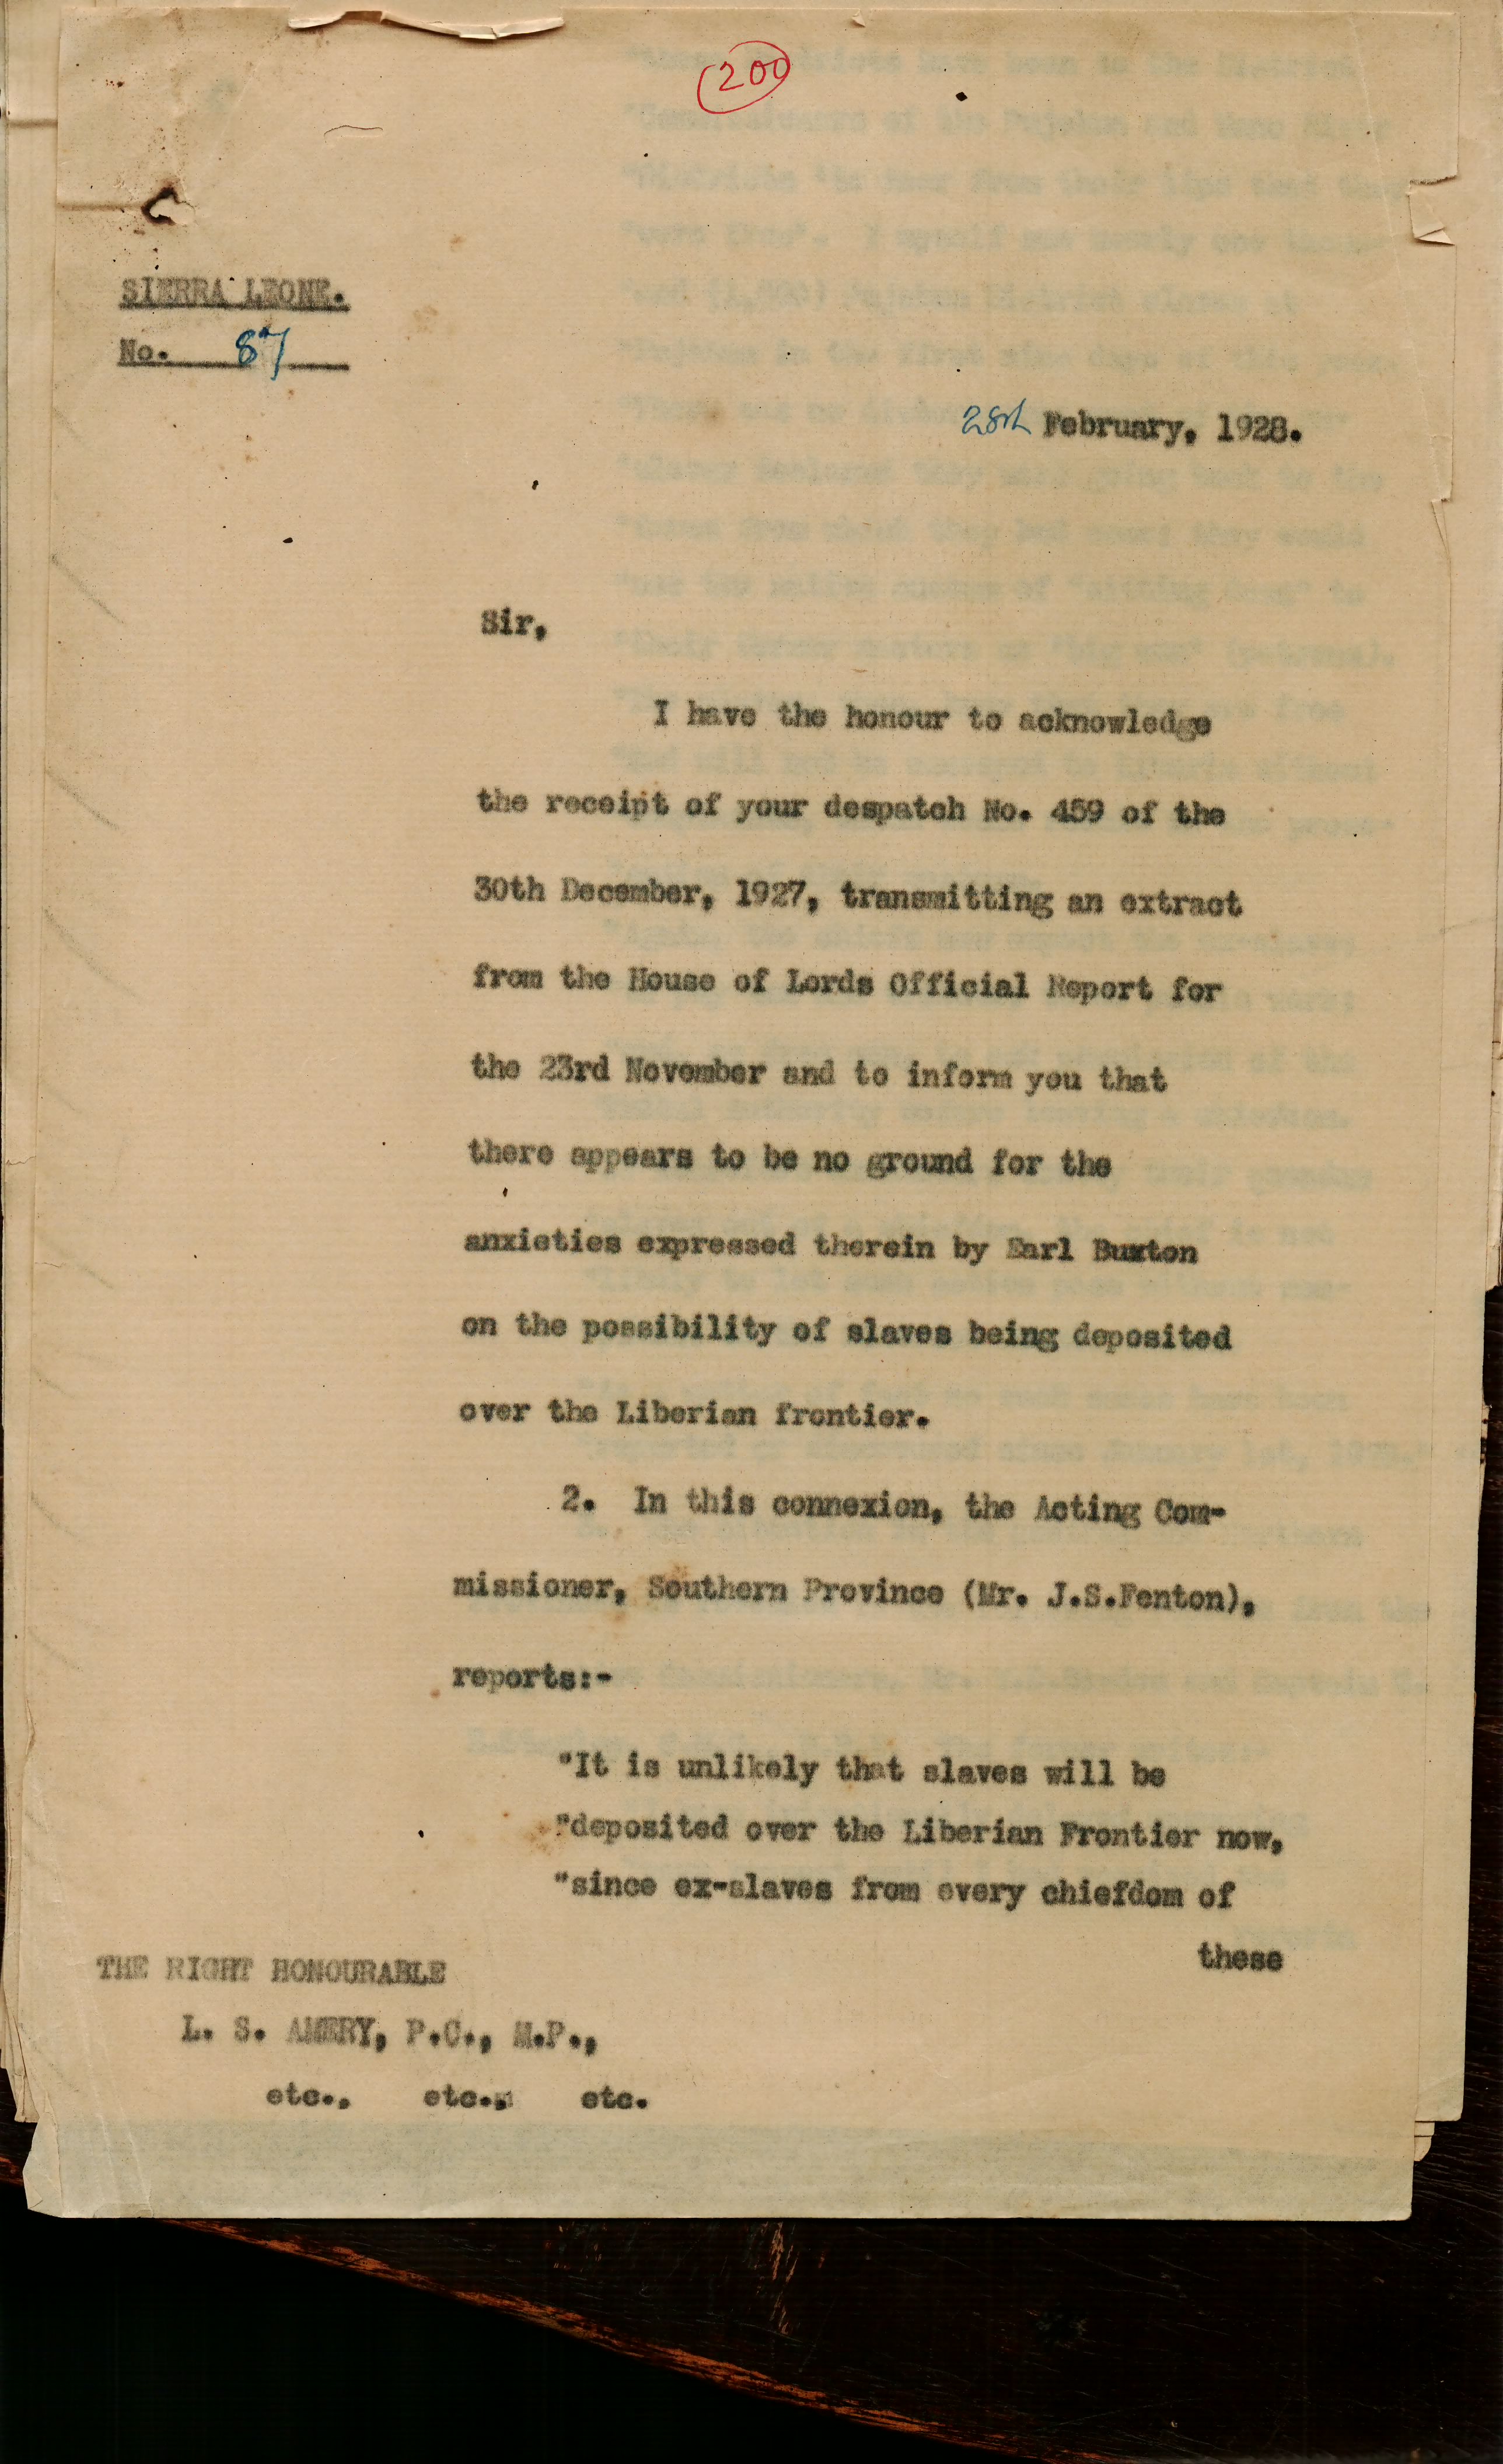 200
SIERRA LEONE.
No. 87
28th February, 1928.
Sir,
I have the honour to acknowledge
the receipt of your despatch No. 459 of the
30th December, 1927, transmitting an extract
from the House of Lords Official Report for
the 23rd November and to inform you that
there appears to be no ground for the
anxieties expressed therein by Earl Buxton
on the possibility of slaves being deposited
over the Liberian frontier.
2. In this connexion, the Acting Com-
missioner, Southern Province (Mr. J.S.Fenton),
reports:-
"It is unlikely that slaves will be
"deposited over the Liberian Frontier now,
"since ex-slaves from every chiefdom of
these
THE RIGHT HONOURABLE
L. S. AMERY, P.C., M.P.,
etc., etc., etc.